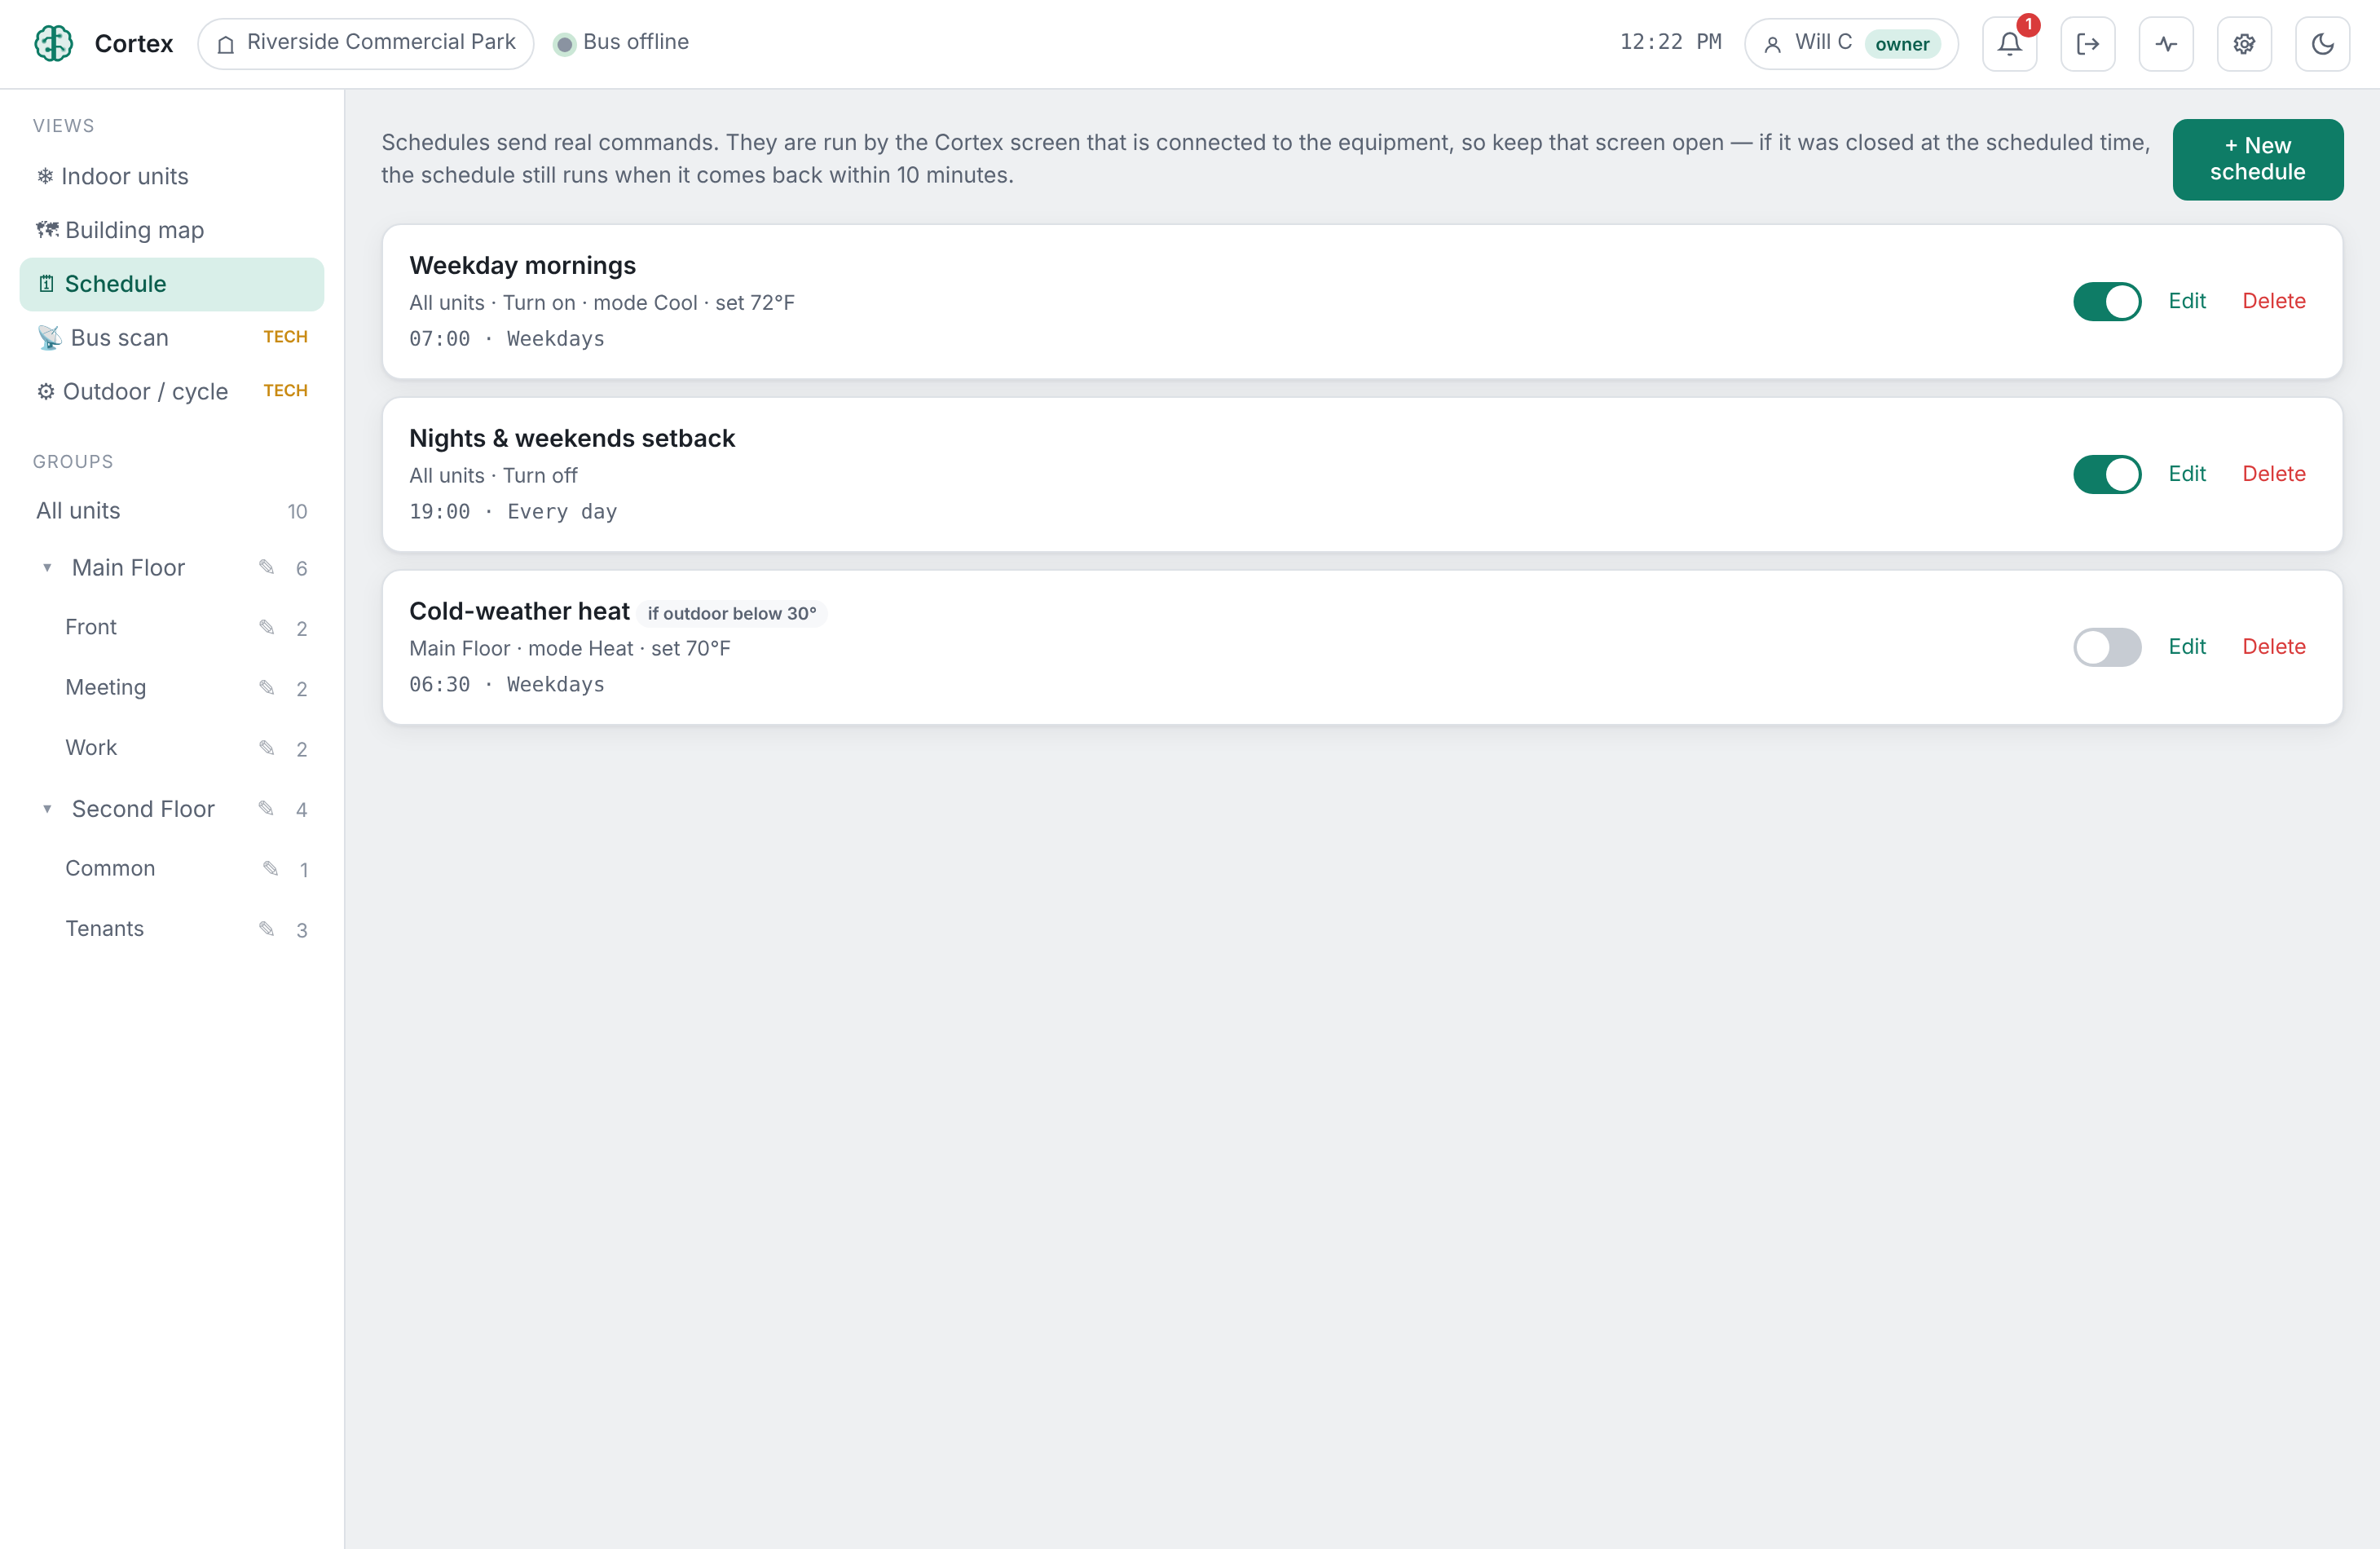 Cortex
Riverside Commercial Park
Bus offline
12:22 PM
Will C owner
1
VIEWS
Indoor units
Building map
Schedule
Bus scan TECH
Outdoor / cycle TECH
GROUPS
All units 10
Main Floor 6
Front 2
Meeting 2
Work 2
Second Floor 4
Common 1
Tenants 3
Schedules send real commands. They are run by the Cortex screen that is connected to the equipment, so keep that screen open — if it was closed at the scheduled time,
the schedule still runs when it comes back within 10 minutes.
+ New
schedule
Weekday mornings
All units · Turn on · mode Cool · set 72°F
07:00 · Weekdays
Edit Delete
Nights & weekends setback
All units · Turn off
19:00 · Every day
Edit Delete
Cold-weather heat if outdoor below 30°
Main Floor · mode Heat · set 70°F
06:30 · Weekdays
Edit Delete